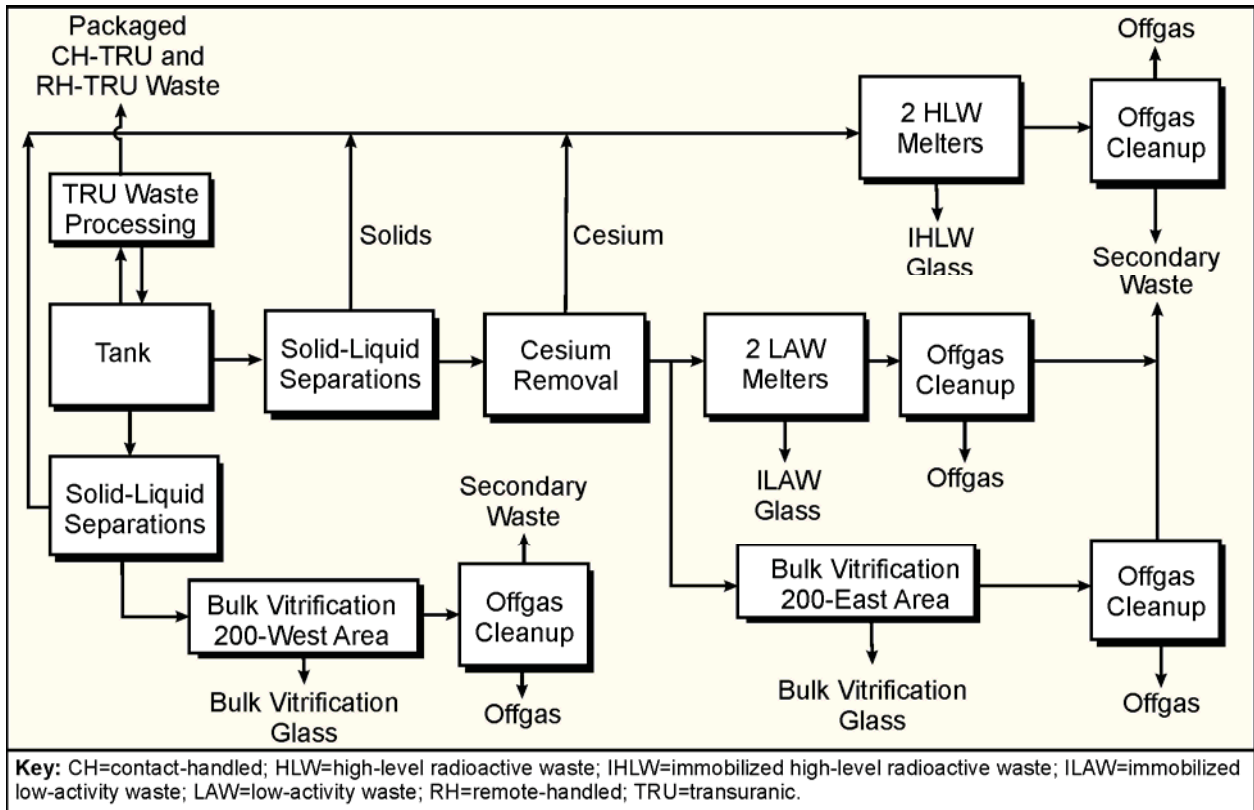 Packaged
CH-TRU and
RH-TRU Waste
Offgas
2 HLW
Melters
Offgas
Cleanup
TRU Waste
Processing
Solids
Cesium
IHLW
Glass
Secondary
Waste
Tank
Solid-Liquid
Separations
Cesium
Removal
2 LAW
Melters
Offgas
Cleanup
Solid-Liquid
Separations
Secondary
Waste
ILAW
Glass
Offgas
Bulk Vitrification
200-West Area
Offgas
Cleanup
Bulk Vitrification
200-East Area
Offgas
Cleanup
Bulk Vitrification
Glass
Offgas
Bulk Vitrification
Glass
Offgas
Key: CH=contact-handled; HLW=high-level radioactive waste; IHLW=immobilized high-level radioactive waste; ILAW=immobilized
low-activity waste; LAW=low-activity waste; RH=remote-handled; TRU=transuranic.